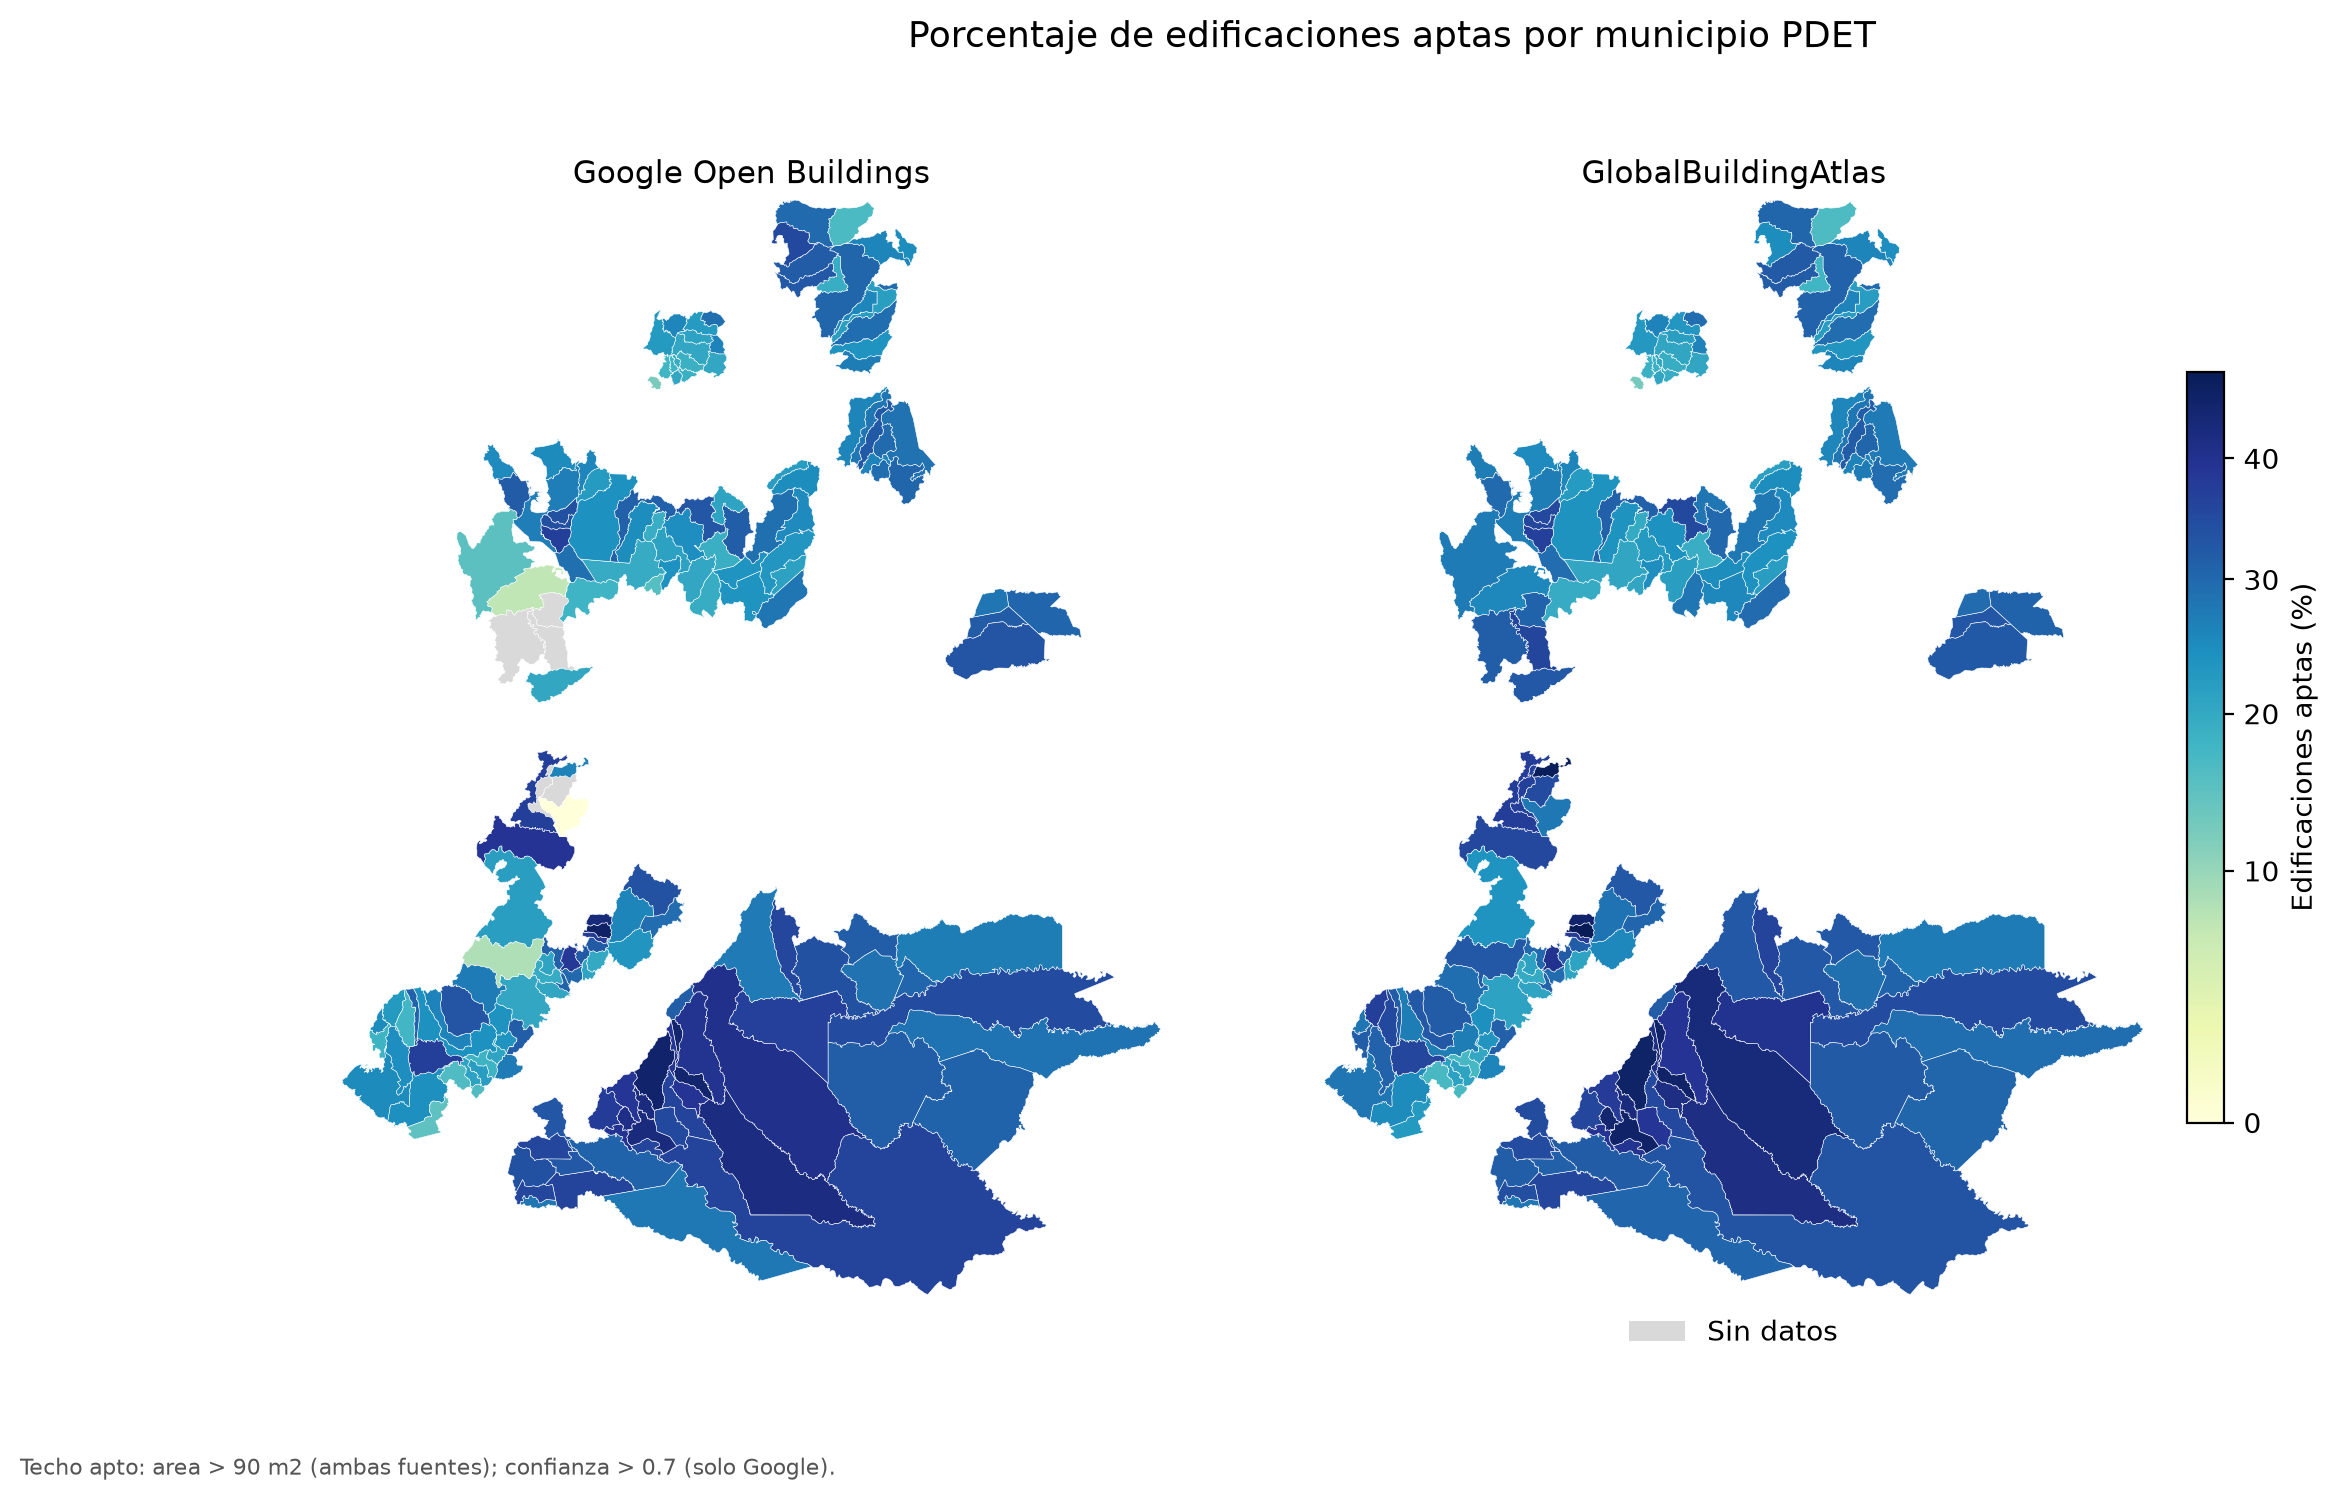 Porcentaje de edificaciones aptas por municipio PDET
Google Open Buildings
GlobalBuildingAtlas
40
30
20
10
0
Edificaciones aptas (%)
Sin datos
Techo apto: area > 90 m2 (ambas fuentes); confianza > 0.7 (solo Google).